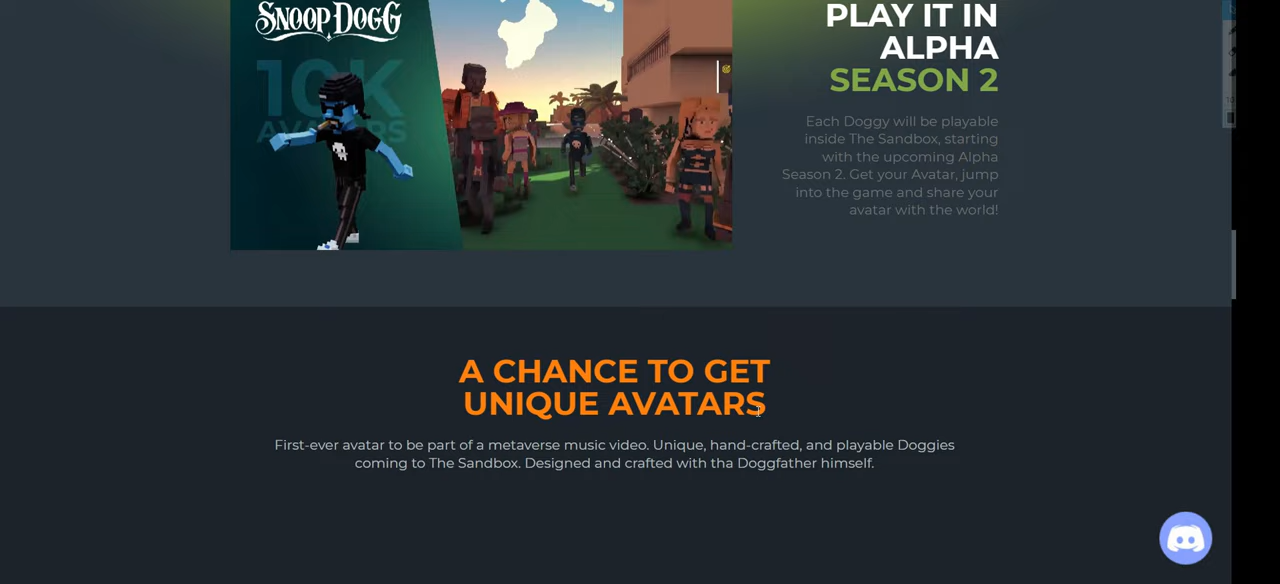 SNOOP DOGG
10K
AVATARS
PLAY IT IN
ALPHA
SEASON 2
Each Doggy will be playable
inside The Sandbox, starting
with the upcoming Alpha
Season 2. Get your Avatar, jump
into the game and share your
avatar with the world!
A CHANCE TO GET
UNIQUE AVATARS
First-ever avatar to be part of a metaverse music video. Unique, hand-crafted, and playable Doggies
coming to The Sandbox. Designed and crafted with tha Doggfather himself.